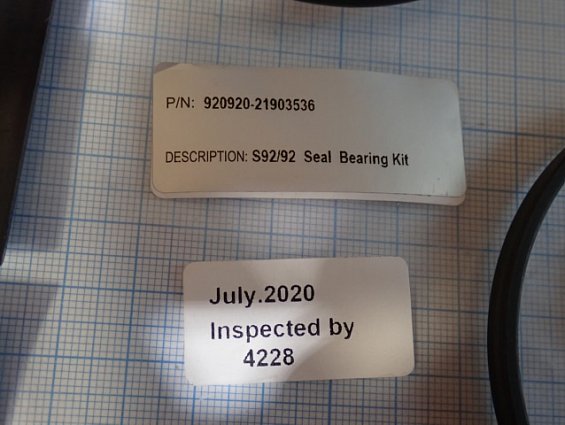 P/N: 920920-21903536
DESCRIPTION: S92/92 Seal Bearing Kit
July.2020
Inspected by
4228